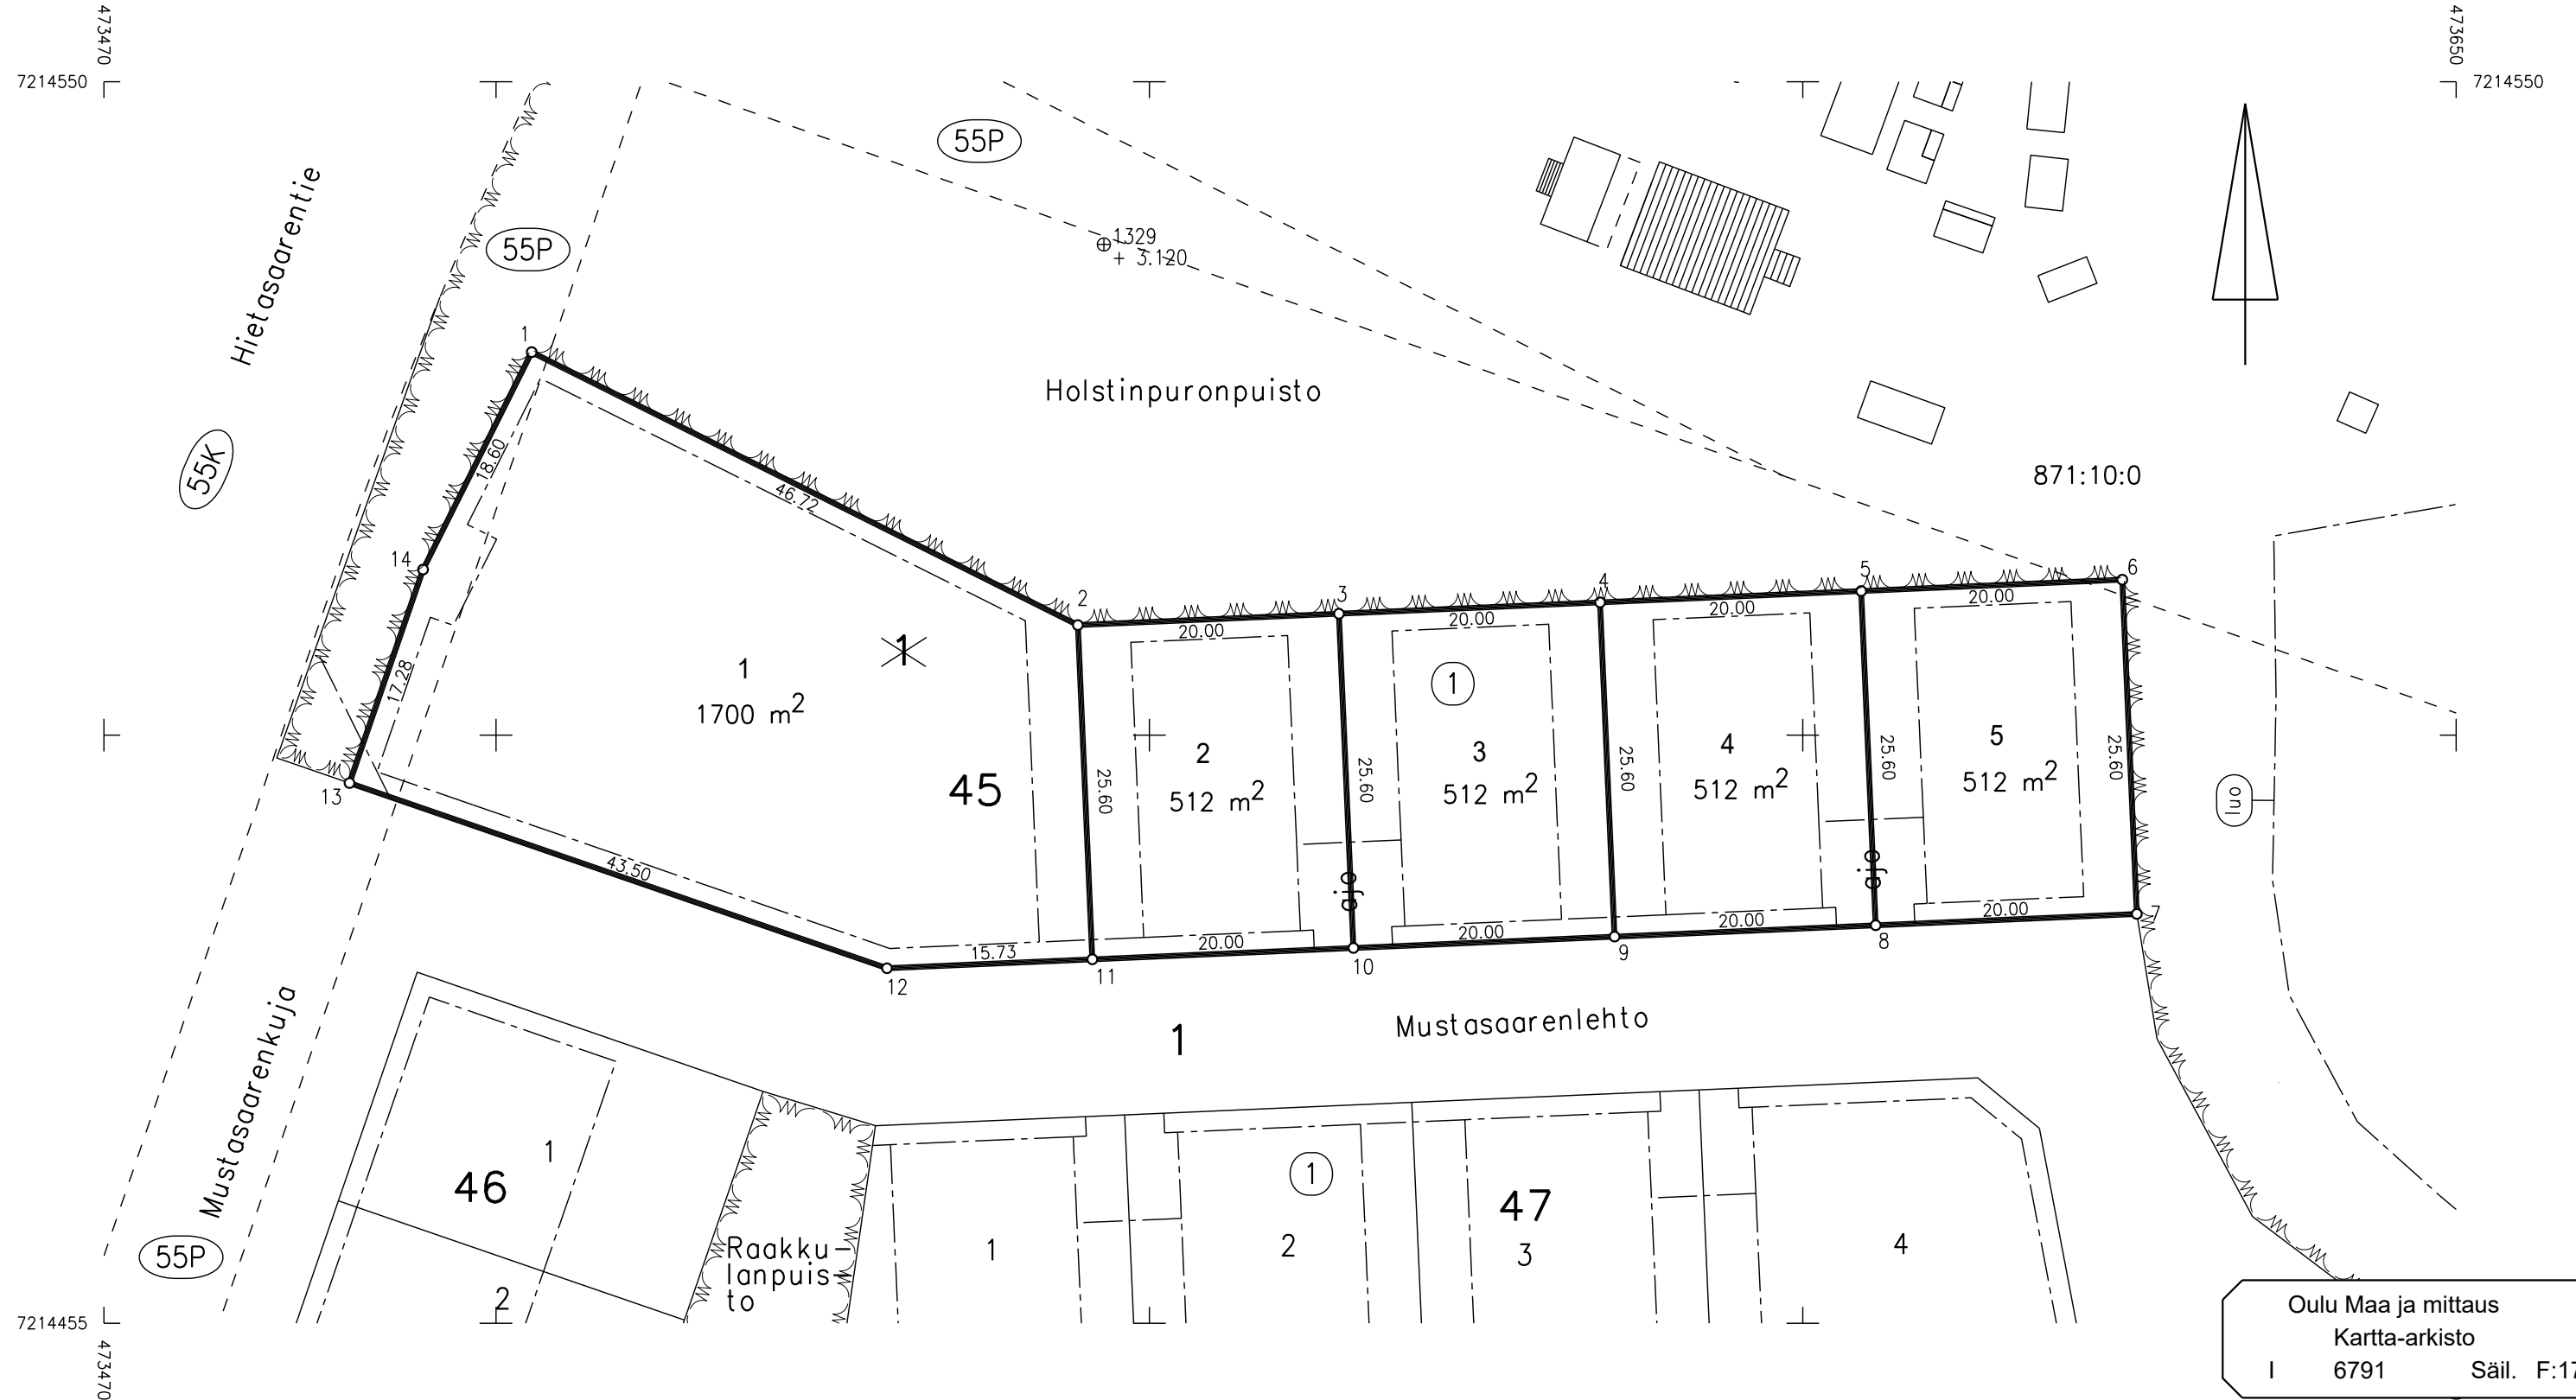 473470
473650
7214550
7214550
55P
Hietasaarentie
55P
1329
+ 3.120
1
18.60
Holstinpuronpuisto
55K
46.72
871:10:0
14
2
3
4
5
6
20.00
20.00
20.00
20.00
17.28
1
1
1700 m2
1
2
512 m2
3
512 m2
4
512 m2
5
512 m2
45
25.60
25.60
25.60
25.60
25.60
13
43.50
ajo
ajo
luo
15.73
20.00
20.00
20.00
20.00
7
12
11
10
9
8
Mustasaarenlehto
1
Mustasaarenkuja
1
46
2
55P
Raakku-
lanpuis-
to
1
47
1
2
3
4
7214455
473470
Oulu Maa ja mittaus
Kartta-arkisto
I 6791 Säil. F:17